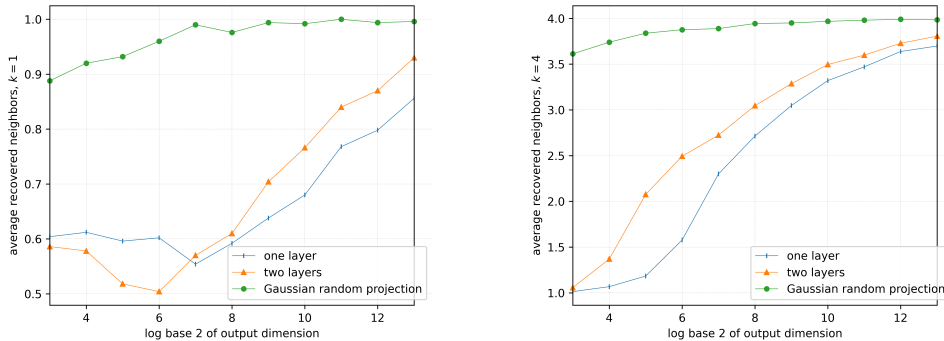 1.0
0.9
0.8
0.7
0.6
0.5
average recovered neighbors, k = 1
4 6 8 10 12
log base 2 of output dimension
one layer
two layers
Gaussian random projection
4.0
3.5
3.0
2.5
2.0
1.5
1.0
average recovered neighbors, k = 4
4 6 8 10 12
log base 2 of output dimension
one layer
two layers
Gaussian random projection